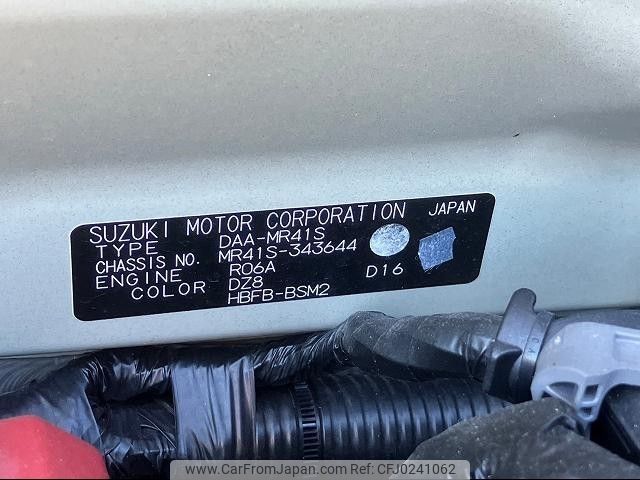 SUZUKI MOTOR CORPORATION JAPAN
TYPE DAA-MR41S
CHASSIS NO. MR41S-343644
ENGINE R06A D16
COLOR DZ8
HBFB-BSM2
www.CarFromJapan.com - CFJ0241062